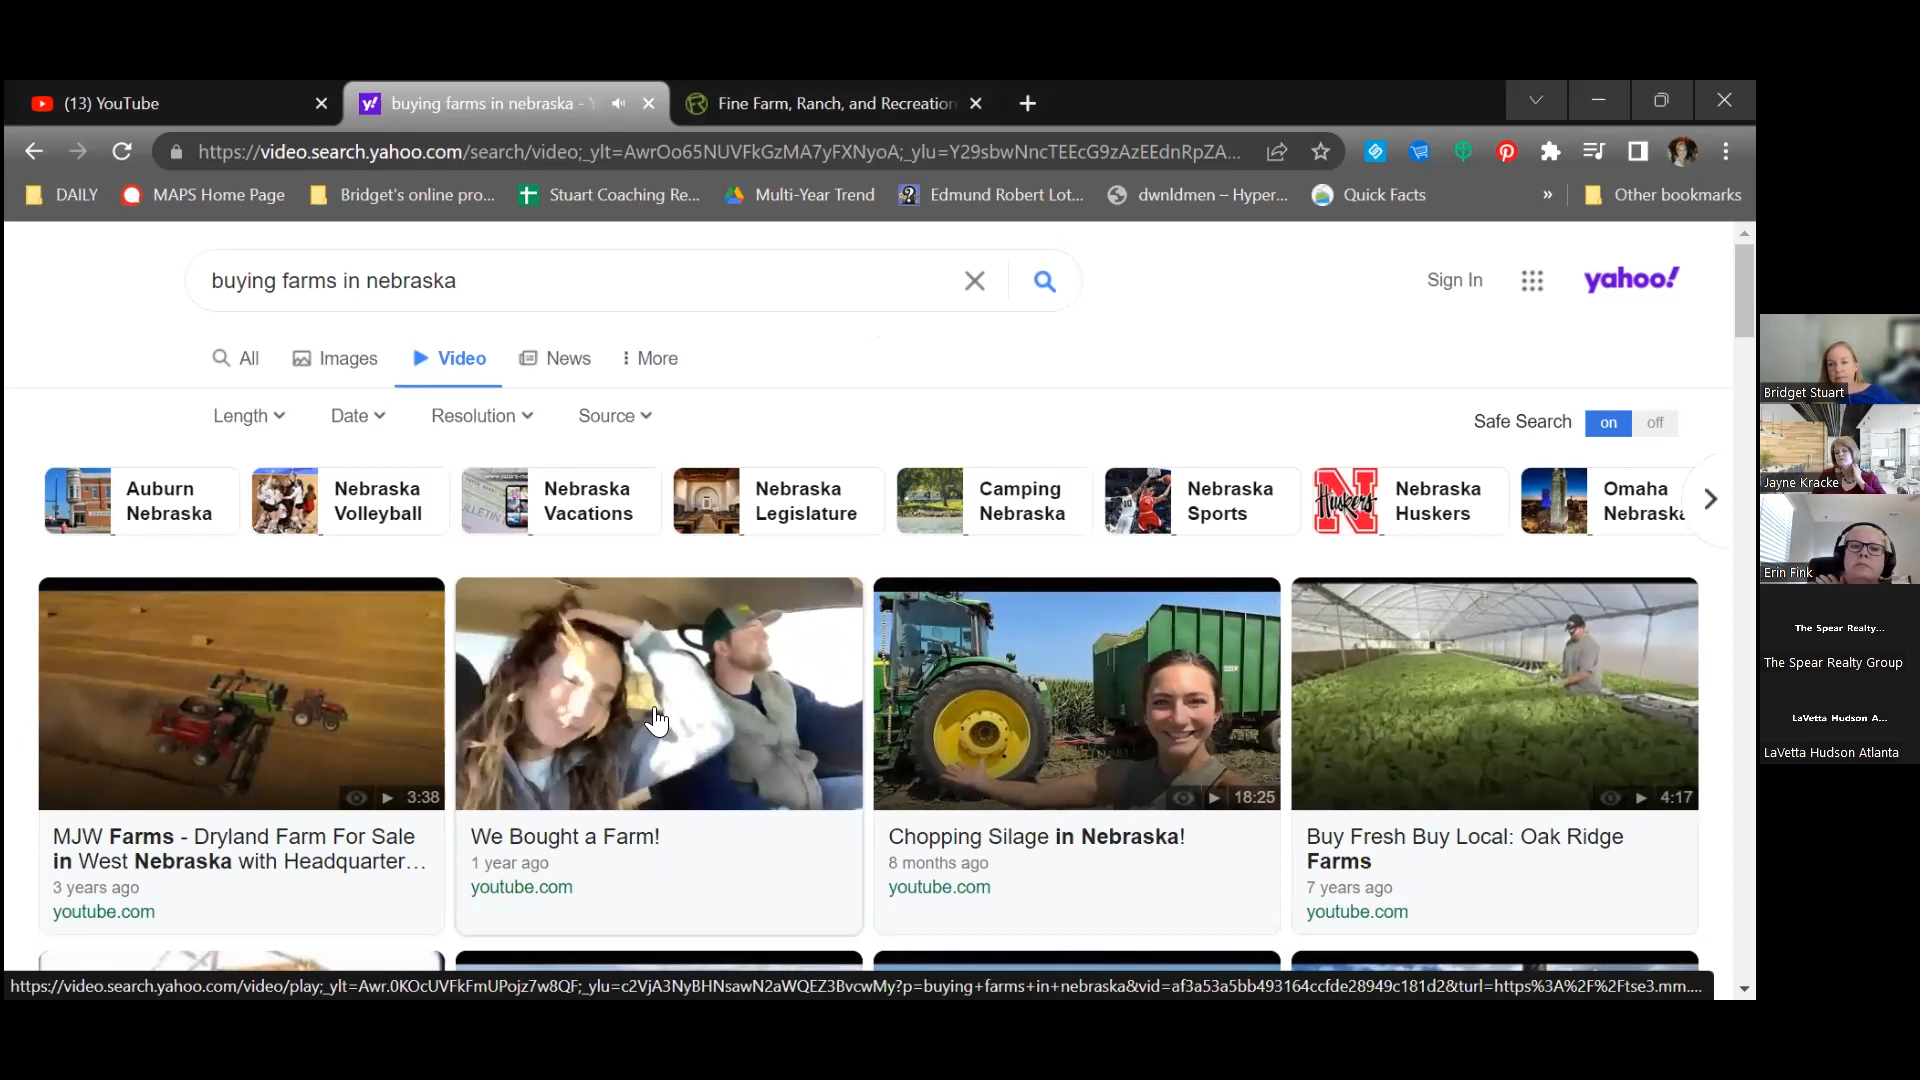 (13) YouTube
buying farms in nebraska -
Fine Farm, Ranch, and Recreation
https://video.search.yahoo.com/search/video;_ylt=AwrOo65NUVFkGzMA7yFXNyoA;_ylu=Y29sbwNncTEEcG9zAzEEdnRpZA...
DAILY
MAPS Home Page
Bridget's online pro...
Stuart Coaching Re...
Multi-Year Trend
Edmund Robert Lot...
dwnldmen – Hyper...
Quick Facts
»
Other bookmarks
buying farms in nebraska
Sign In
yahoo!
All
Images
Video
News
More
Length
Date
Resolution
Source
Safe Search
on
off
Auburn
Nebraska
Nebraska
Volleyball
Nebraska
Vacations
Nebraska
Legislature
Camping
Nebraska
Nebraska
Sports
Huskers
Nebraska
Huskers
Omaha
Nebraska
3:38
18:25
4:17
MJW Farms - Dryland Farm For Sale
in West Nebraska with Headquarter...
3 years ago
youtube.com
We Bought a Farm!
1 year ago
youtube.com
Chopping Silage in Nebraska!
8 months ago
youtube.com
Buy Fresh Buy Local: Oak Ridge
Farms
7 years ago
youtube.com
https://video.search.yahoo.com/video/play;_ylt=Awr.0KOcUVFkFmUPojz7w8QF;_ylu=c2VjA3NyBHNsawN2aWQEZ3BvcwMy?p=buying+farms+in+nebraska&vid=af3a53a5bb493164ccfde28949c181d2&turl=https%3A%2F%2Ftse3.mm....
Bridget Stuart
Jayne Kracke
Erin Fink
The Spear Realty...
The Spear Realty Group
LaVetta Hudson A...
LaVetta Hudson Atlanta